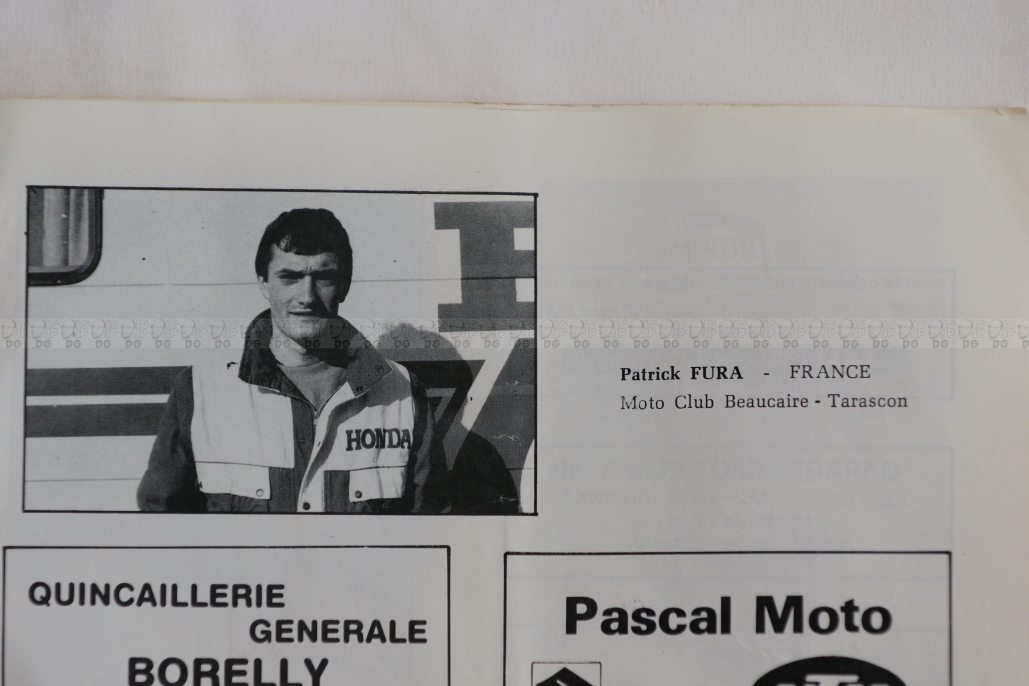 HONDA
Patrick FURA - FRANCE
Moto Club Beaucaire - Tarascon
QUINCAILLERIE
GENERALE
BORELLY
Pascal Moto